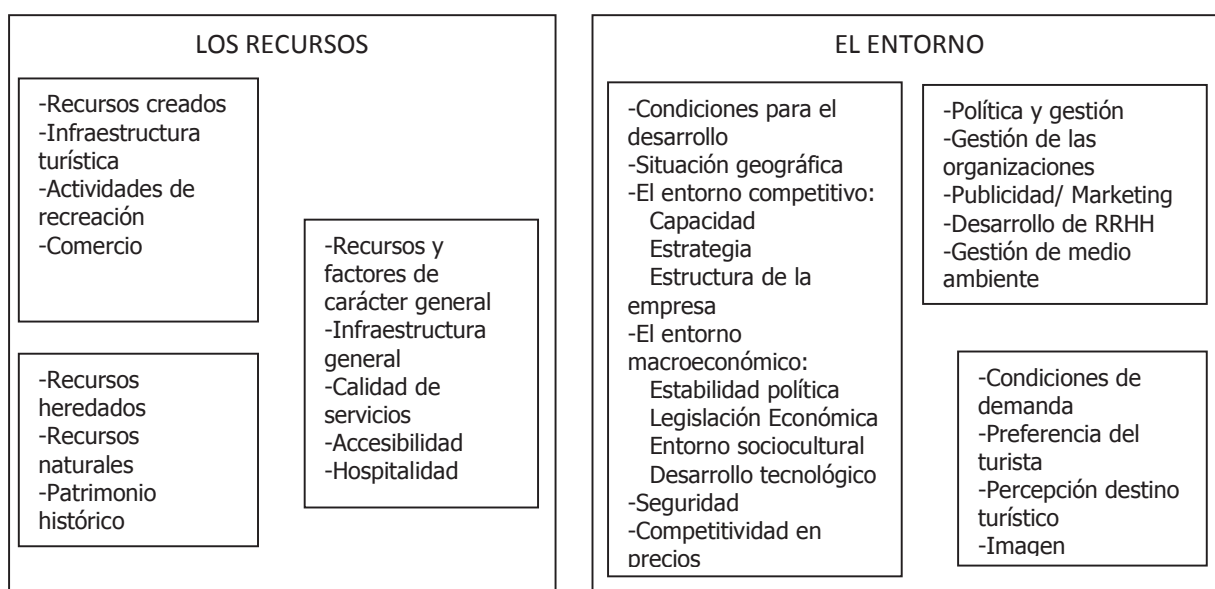 LOS RECURSOS
-Recursos creados
-Infraestructura
turística
-Actividades de
recreación
-Comercio
-Recursos
heredados
-Recursos
naturales
-Patrimonio
histórico
-Recursos y
factores de
carácter general
-Infraestructura
general
-Calidad de
servicios
-Accesibilidad
-Hospitalidad
EL ENTORNO
-Condiciones para el
desarrollo
-Situación geográfica
-El entorno competitivo:
Capacidad
Estrategia
Estructura de la
empresa
-El entorno
macroeconómico:
Estabilidad política
Legislación Económica
Entorno sociocultural
Desarrollo tecnológico
-Seguridad
-Competitividad en
precios
-Política y gestión
-Gestión de las
organizaciones
-Publicidad/ Marketing
-Desarrollo de RRHH
-Gestión de medio
ambiente
-Condiciones de
demanda
-Preferencia del
turista
-Percepción destino
turístico
-Imagen